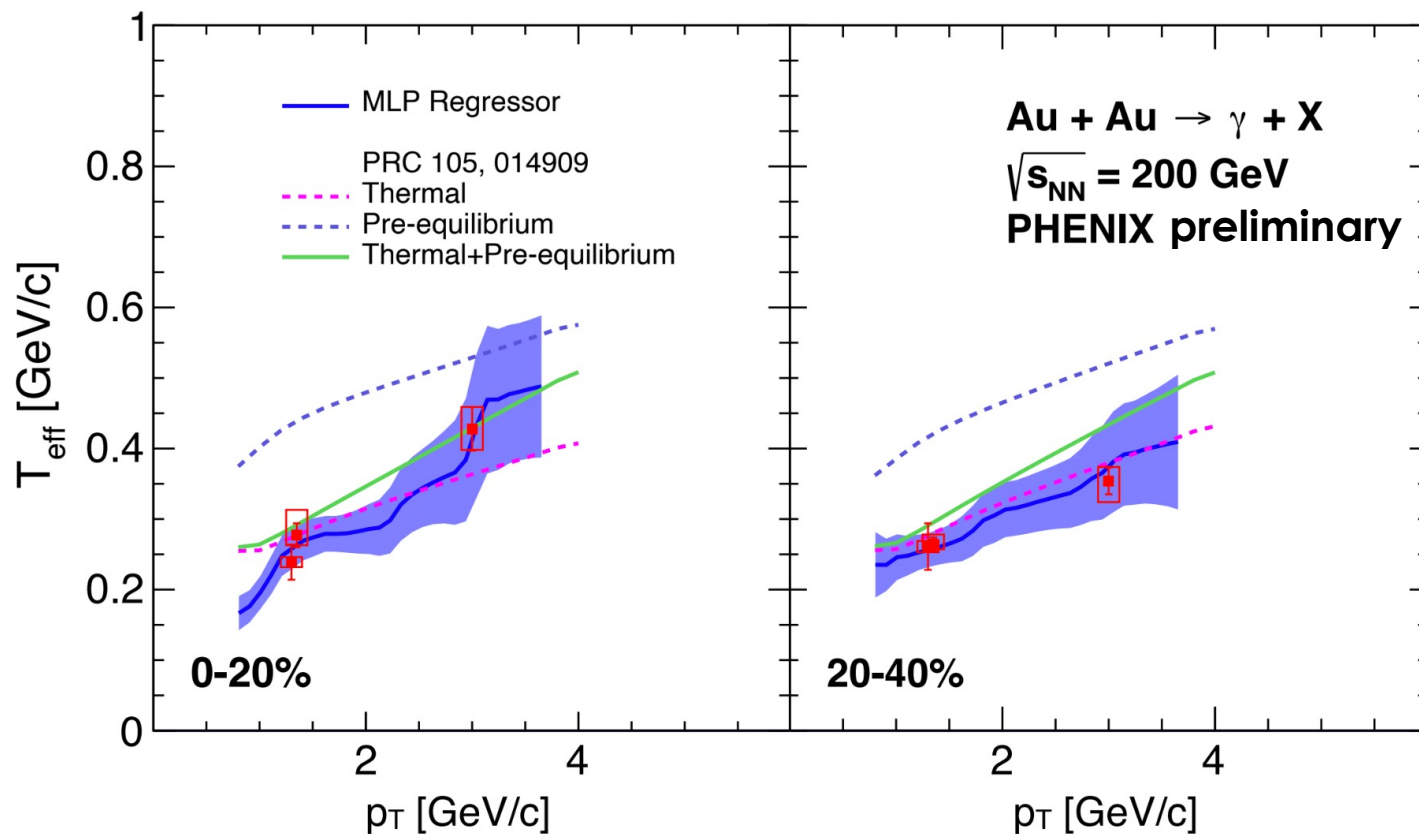 1
0.8
0.6
0.4
0.2
0
T_eff [GeV/c]
MLP Regressor
PRC 105, 014909
Thermal
Pre-equilibrium
Thermal+Pre-equilibrium
0-20%
2
4
p_T [GeV/c]
Au + Au → γ + X
√s_NN = 200 GeV
PHENIX preliminary
20-40%
2
4
p_T [GeV/c]